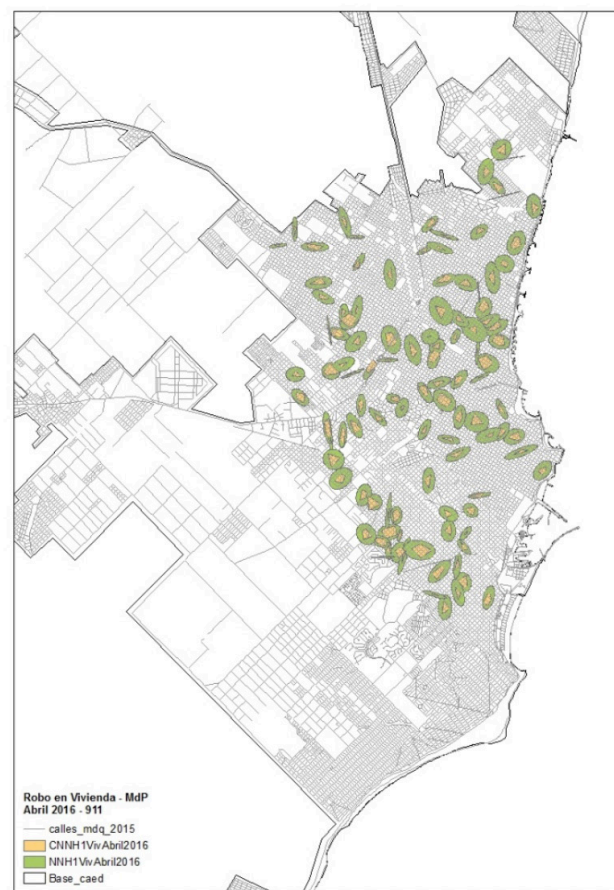 Robo en Vivienda - MdP
Abril 2016 - 911
calles_mdq_2015
CNNH1VivAbril2016
NNH1VivAbril2016
Base_caed